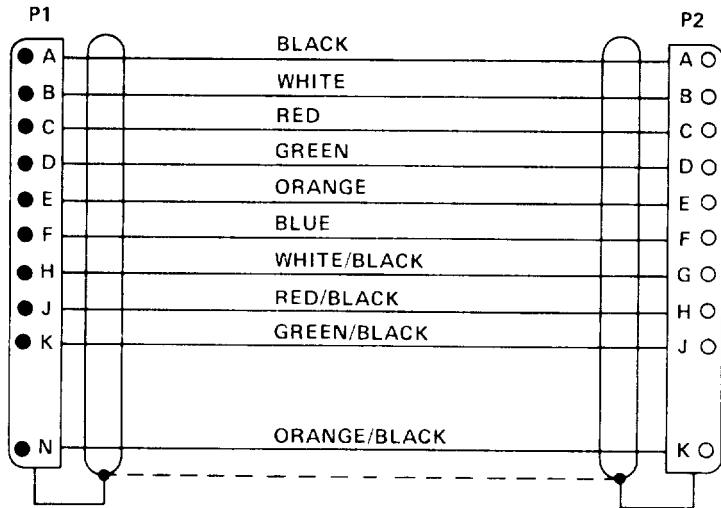 P1 P2
A BLACK A
B WHITE B
C RED C
D GREEN D
E ORANGE E
F BLUE F
H WHITE/BLACK G
J RED/BLACK H
K GREEN/BLACK J
N ORANGE/BLACK K